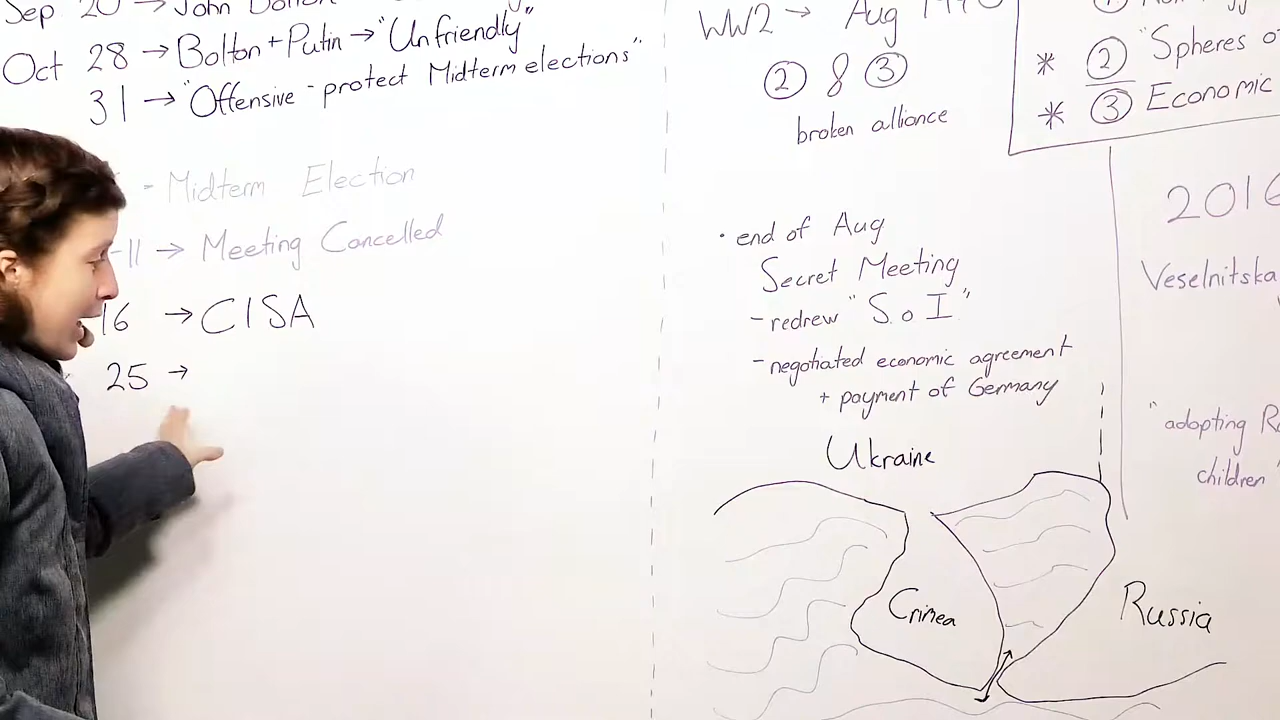 Sep 20 → John Bolton
Oct 28 → Bolton + Putin → "Unfriendly"
31 → "Offensive - protect Midterm elections"
- Midterm Election
-11 → Meeting Cancelled
16 → CISA
25 →
WW2 → Aug
② & ③
broken alliance
• end of Aug
Secret Meeting
- redrew "S. o I."
- negotiated economic agreement
+ payment of Germany
Ukraine
Crimea
Russia
* ② "Spheres o
* ③ Economic
2016
Veselnitska
"adopting R
children"